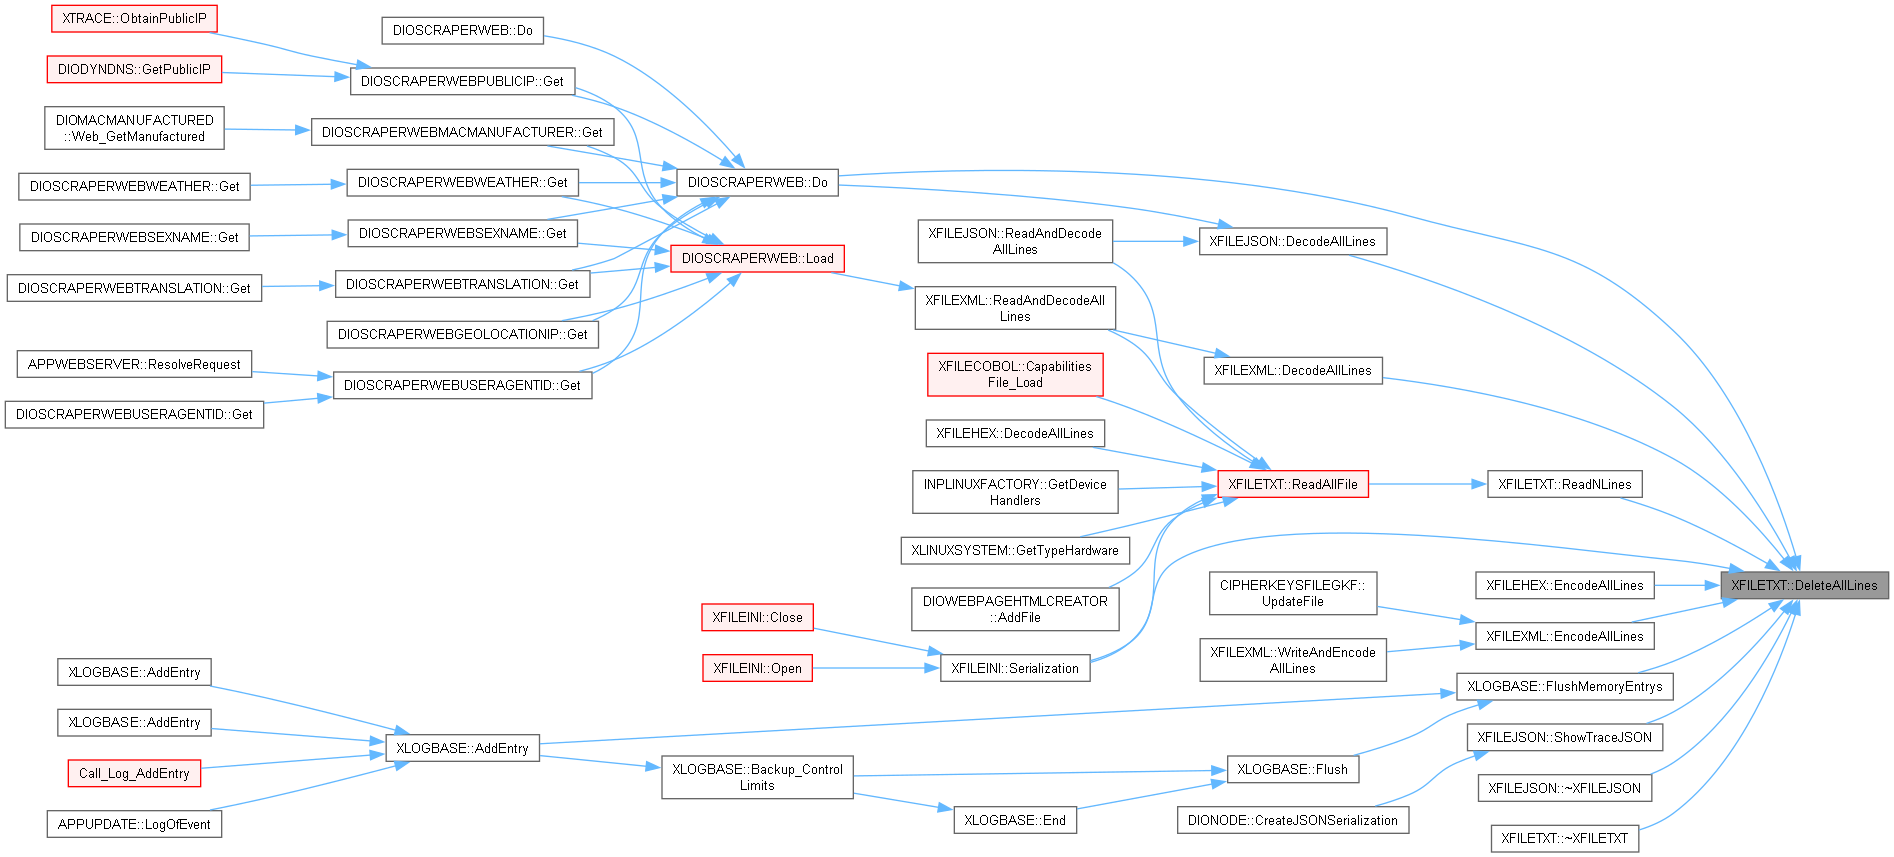 XTRACE::ObtainPublicIP
DIODYNDNS::GetPublicIP
DIOMACMANUFACTURED
::Web_GetManufactured
DIOSCRAPERWEBWEATHER::Get
DIOSCRAPERWEBSEXNAME::Get
DIOSCRAPERWEBTRANSLATION::Get
APPWEBSERVER::ResolveRequest
DIOSCRAPERWEBUSERAGENTID::Get
XLOGBASE::AddEntry
XLOGBASE::AddEntry
Call_Log_AddEntry
APPUPDATE::LogOfEvent
DIOSCRAPERWEB::Do
DIOSCRAPERWEBPUBLICIP::Get
DIOSCRAPERWEBMACMANUFACTURER::Get
DIOSCRAPERWEBWEATHER::Get
DIOSCRAPERWEBSEXNAME::Get
DIOSCRAPERWEBTRANSLATION::Get
DIOSCRAPERWEBGEOLOCATIONIP::Get
DIOSCRAPERWEBUSERAGENTID::Get
XLOGBASE::AddEntry
DIOSCRAPERWEB::Do
DIOSCRAPERWEB::Load
XFILEINI::Close
XFILEINI::Open
XLOGBASE::Backup_Control
Limits
XFILEJSON::ReadAndDecode
AllLines
XFILEXML::ReadAndDecodeAll
Lines
XFILECOBOL::Capabilities
File_Load
XFILEHEX::DecodeAllLines
INPLINUXFACTORY::GetDevice
Handlers
XLINUXSYSTEM::GetTypeHardware
DIOWEBPAGEHTMLCREATOR
::AddFile
XFILEINI::Serialization
XLOGBASE::End
XFILEJSON::DecodeAllLines
XFILEXML::DecodeAllLines
XFILETXT::ReadAllFile
CIPHERKEYSFILEGKF::
UpdateFile
XFILEXML::WriteAndEncode
AllLines
XLOGBASE::Flush
DIONODE::CreateJSONSerialization
XFILETXT::ReadNLines
XFILEHEX::EncodeAllLines
XFILEXML::EncodeAllLines
XLOGBASE::FlushMemoryEntrys
XFILEJSON::ShowTraceJSON
XFILEJSON::~XFILEJSON
XFILETXT::~XFILETXT
XFILETXT::DeleteAllLines